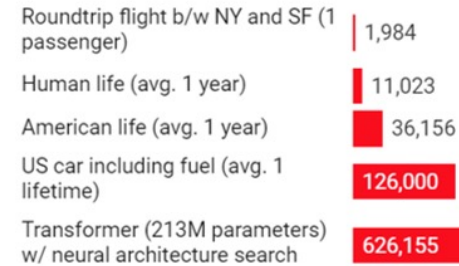 Roundtrip flight b/w NY and SF (1
passenger)
1,984
Human life (avg. 1 year)
11,023
American life (avg. 1 year)
36,156
US car including fuel (avg. 1
lifetime)
126,000
Transformer (213M parameters)
w/ neural architecture search
626,155